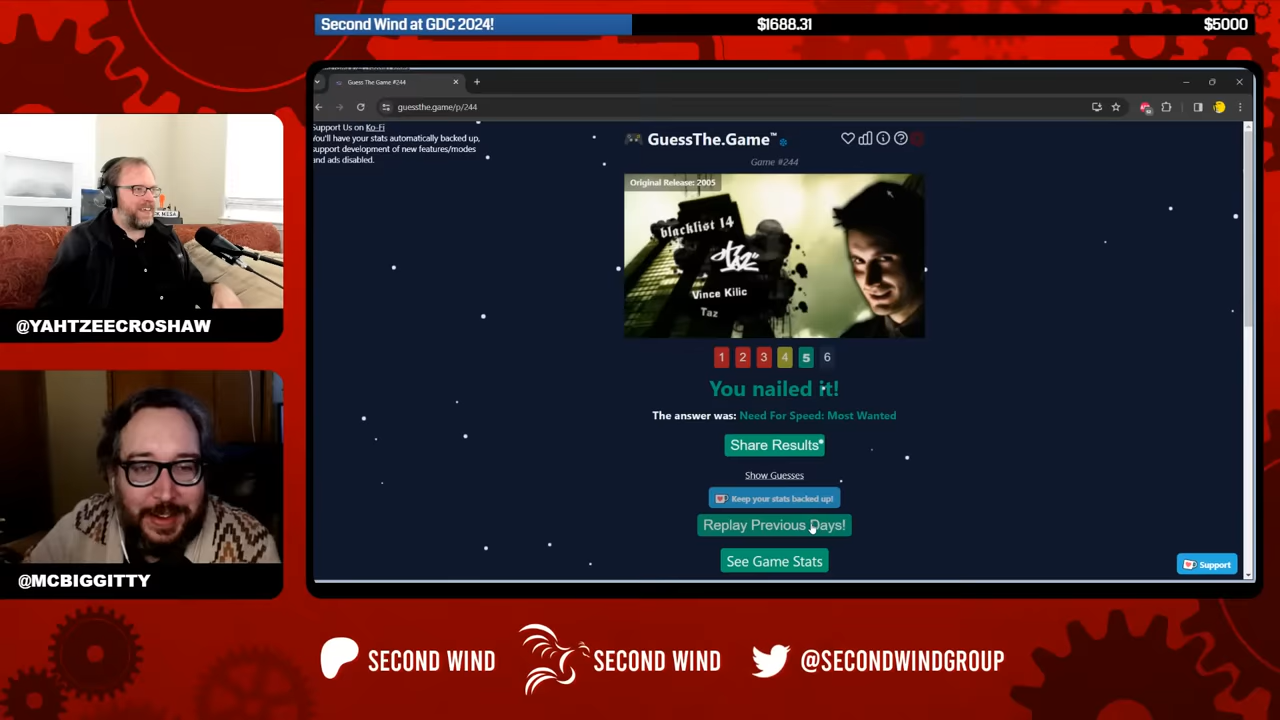 Second Wind at GDC 2024!
$1688.31
$5000
Guess The Game #244
guessthe.game/p/244
Support Us on Ko-Fi
You'll have your stats automatically backed up,
support development of new features/modes
and ads disabled.
GuessThe.Game™
Game #244
Original Release: 2005
blacklist 14
TAZ
Vince Kilic
Taz
1 2 3 4 5 6
You nailed it!
The answer was: Need For Speed: Most Wanted
Share Results
Show Guesses
Keep your stats backed up!
Replay Previous Days!
See Game Stats
Support
@YAHTZEECROSHAW
@MCBIGGITTY
SECOND WIND
SECOND WIND
@SECONDWINDGROUP